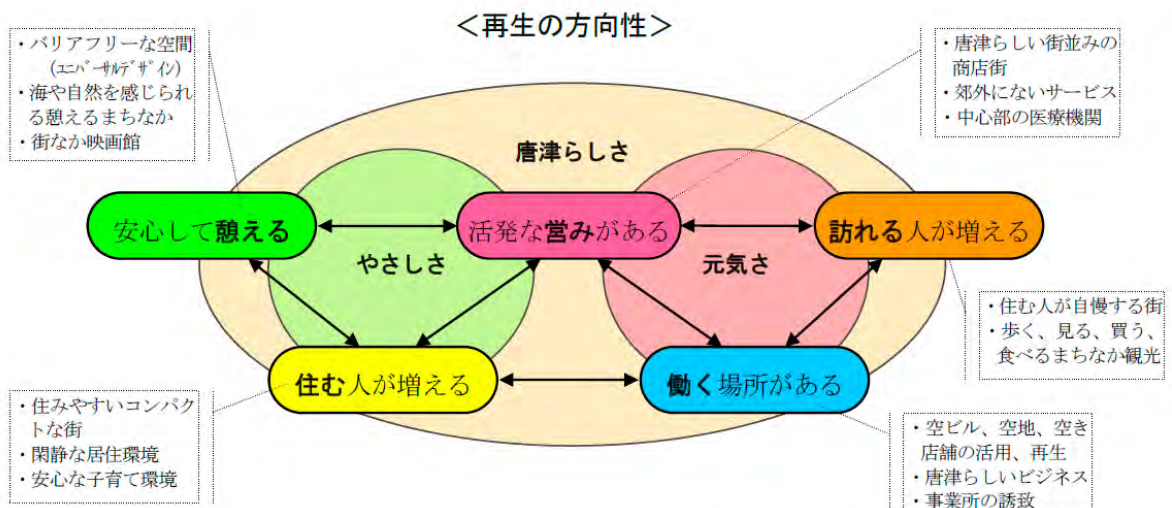 ＜再生の方向性＞
・バリアフリーな空間
(ﾕﾆﾊﾞｰｻﾙﾃﾞｻﾞｲﾝ)
・海や自然を感じられ
る憩えるまちなか
・街なか映画館
・唐津らしい街並みの
商店街
・郊外にないサービス
・中心部の医療機関
唐津らしさ
安心して憩える
活発な営みがある
訪れる人が増える
やさしさ
元気さ
住む人が増える
働く場所がある
・住む人が自慢する街
・歩く、見る、買う、
食べるまちなか観光
・住みやすいコンパク
トな街
・閑静な居住環境
・安心な子育て環境
・空ビル、空地、空き
店舗の活用、再生
・唐津らしいビジネス
・事業所の誘致